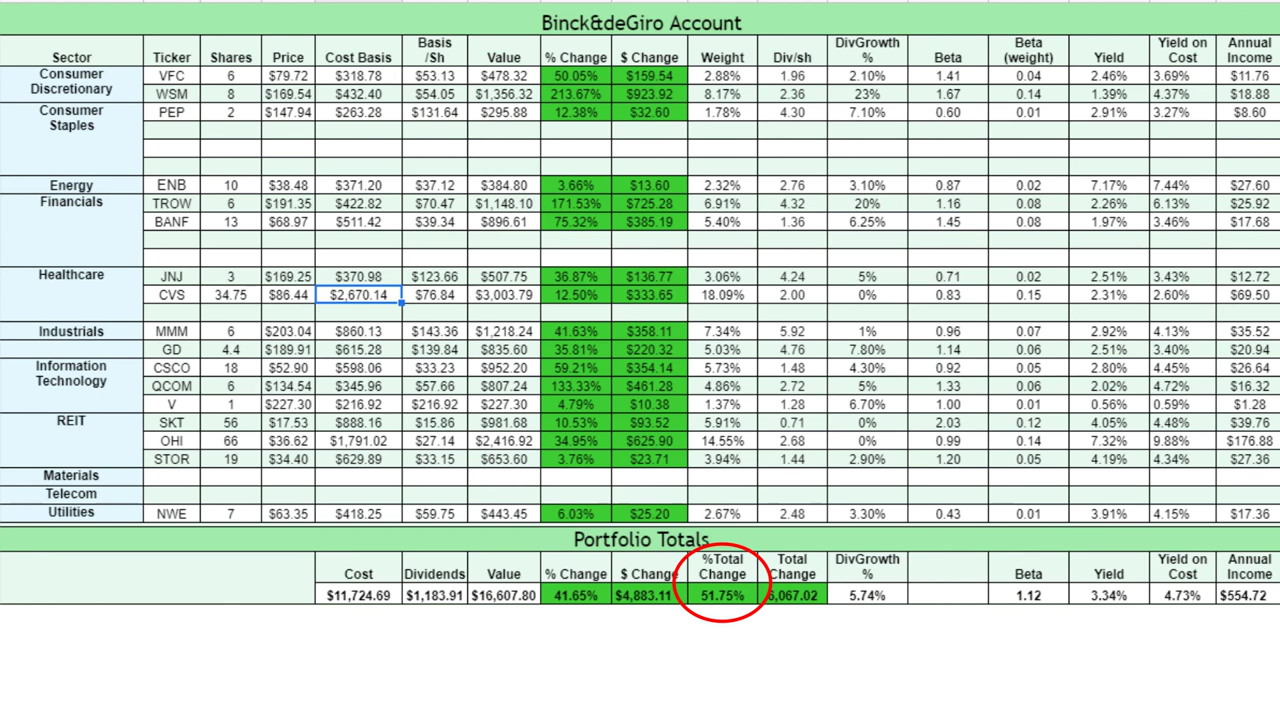 Binck&deGiro Account
Sector Ticker Shares Price Cost Basis Basis /Sh Value % Change $ Change Weight Div/sh DivGrowth % Beta Beta (weight) Yield Yield on Cost Annual Income
Consumer Discretionary VFC 6 $79.72 $318.78 $53.13 $478.32 50.05% $159.54 2.88% 1.96 2.10% 1.41 0.04 2.46% 3.69% $11.76
WSM 8 $169.54 $432.40 $54.05 $1,356.32 213.67% $923.92 8.17% 2.36 23% 1.67 0.14 1.39% 4.37% $18.88
Consumer Staples PEP 2 $147.94 $263.28 $131.64 $295.88 12.38% $32.60 1.78% 4.30 7.10% 0.60 0.01 2.91% 3.27% $8.60
Energy ENB 10 $38.48 $371.20 $37.12 $384.80 3.66% $13.60 2.32% 2.76 3.10% 0.87 0.02 7.17% 7.44% $27.60
Financials TROW 6 $191.35 $422.82 $70.47 $1,148.10 171.53% $725.28 6.91% 4.32 20% 1.16 0.08 2.26% 6.13% $25.92
BANF 13 $68.97 $511.42 $39.34 $896.61 75.32% $385.19 5.40% 1.36 6.25% 1.45 0.08 1.97% 3.46% $17.68
Healthcare JNJ 3 $169.25 $370.98 $123.66 $507.75 36.87% $136.77 3.06% 4.24 5% 0.71 0.02 2.51% 3.43% $12.72
CVS 34.75 $86.44 $2,670.14 $76.84 $3,003.79 12.50% $333.65 18.09% 2.00 0% 0.83 0.15 2.31% 2.60% $69.50
Industrials MMM 6 $203.04 $860.13 $143.36 $1,218.24 41.63% $358.11 7.34% 5.92 1% 0.96 0.07 2.92% 4.13% $35.52
GD 4.4 $189.91 $615.28 $139.84 $835.60 35.81% $220.32 5.03% 4.76 7.80% 1.14 0.06 2.51% 3.40% $20.94
Information Technology CSCO 18 $52.90 $598.06 $33.23 $952.20 59.21% $354.14 5.73% 1.48 4.30% 0.92 0.05 2.80% 4.45% $26.64
QCOM 6 $134.54 $345.96 $57.66 $807.24 133.33% $461.28 4.86% 2.72 5% 1.33 0.06 2.02% 4.72% $16.32
V 1 $227.30 $216.92 $216.92 $227.30 4.79% $10.38 1.37% 1.28 6.70% 1.00 0.01 0.56% 0.59% $1.28
REIT SKT 56 $17.53 $888.16 $15.86 $981.68 10.53% $93.52 5.91% 0.71 0% 2.03 0.12 4.05% 4.48% $39.76
OHI 66 $36.62 $1,791.02 $27.14 $2,416.92 34.95% $625.90 14.55% 2.68 0% 0.99 0.14 7.32% 9.88% $176.88
STOR 19 $34.40 $629.89 $33.15 $653.60 3.76% $23.71 3.94% 1.44 2.90% 1.20 0.05 4.19% 4.34% $27.36
Materials
Telecom
Utilities NWE 7 $63.35 $418.25 $59.75 $443.45 6.03% $25.20 2.67% 2.48 3.30% 0.43 0.01 3.91% 4.15% $17.36
Portfolio Totals
Cost Dividends Value % Change $ Change %Total Change Total Change DivGrowth % Beta Yield Yield on Cost Annual Income
$11,724.69 $1,183.91 $16,607.80 41.65% $4,883.11 51.75% 6,067.02 5.74% 1.12 3.34% 4.73% $554.72